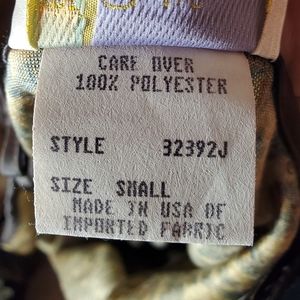 CARE OVER
100% POLYESTER
STYLE 32392J
SIZE SMALL
MADE IN USA OF
IMPORTED FABRIC